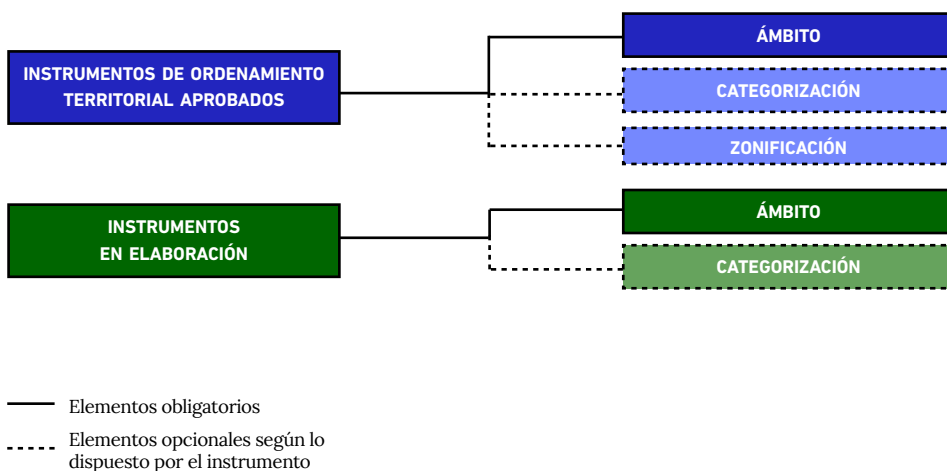 INSTRUMENTOS DE ORDENAMIENTO
TERRITORIAL APROBADOS
ÁMBITO
CATEGORIZACIÓN
ZONIFICACIÓN
INSTRUMENTOS
EN ELABORACIÓN
ÁMBITO
CATEGORIZACIÓN
Elementos obligatorios
Elementos opcionales según lo
dispuesto por el instrumento